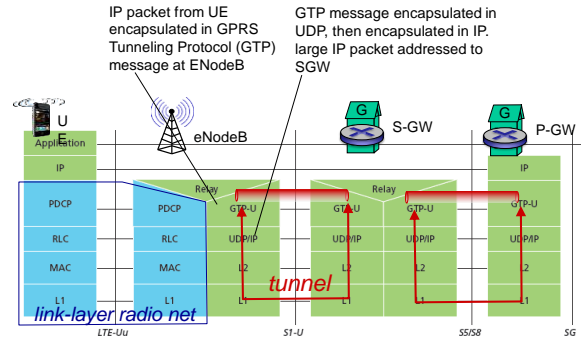 IP packet from UE
encapsulated in GPRS
Tunneling Protocol (GTP)
message at ENodeB
GTP message encapsulated in
UDP, then encapsulated in IP.
large IP packet addressed to
SGW
U
E
eNodeB
G
S-GW
G
P-GW
Application
IP
IP
Relay
Relay
PDCP
PDCP
GTP-U
GTP-U
GTP-U
GTP-U
RLC
RLC
UDP/IP
UDP/IP
UDP/IP
UDP/IP
MAC
MAC
L2
L2
L2
L2
tunnel
L1
L1
L1
L1
L1
L1
link-layer radio net
LTE-Uu
S1-U
S5/S8
SG